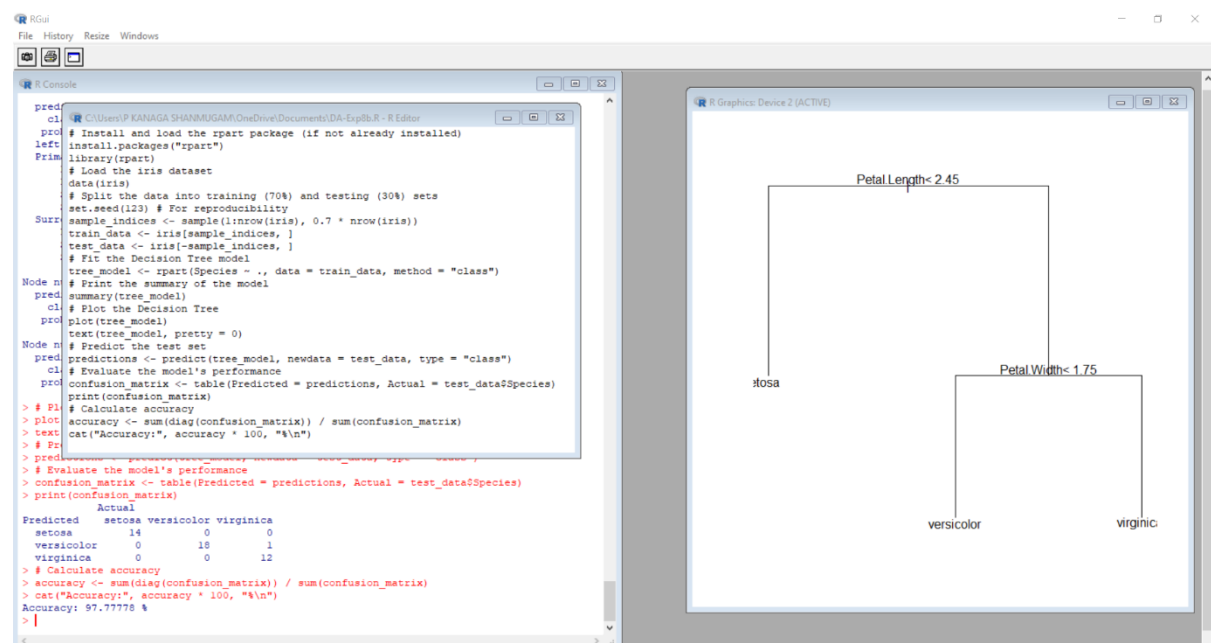 RGui
File History Resize Windows
R Console
C:\Users\P KANAGA SHANMUGAM\OneDrive\Documents\DA-Exp8b.R - R Editor
# Install and load the rpart package (if not already installed)
install.packages("rpart")
library(rpart)
# Load the iris dataset
data(iris)
# Split the data into training (70%) and testing (30%) sets
set.seed(123) # For reproducibility
sample_indices <- sample(1:nrow(iris), 0.7 * nrow(iris))
train_data <- iris[sample_indices, ]
test_data <- iris[-sample_indices, ]
# Fit the Decision Tree model
tree_model <- rpart(Species ~ ., data = train_data, method = "class")
# Print the summary of the model
summary(tree_model)
# Plot the Decision Tree
plot(tree_model)
text(tree_model, pretty = 0)
# Predict the test set
predictions <- predict(tree_model, newdata = test_data, type = "class")
# Evaluate the model's performance
confusion_matrix <- table(Predicted = predictions, Actual = test_data$Species)
print(confusion_matrix)
# Calculate accuracy
accuracy <- sum(diag(confusion_matrix)) / sum(confusion_matrix)
cat("Accuracy:", accuracy * 100, "%\n")
left
Node n
Node n
> plot
> text
> # Evaluate the model's performance
> confusion_matrix <- table(Predicted = predictions, Actual = test_data$Species)
> print(confusion_matrix)
Actual
Predicted setosa versicolor virginica
setosa 14 0 0
versicolor 0 18 1
virginica 0 0 12
> # Calculate accuracy
> accuracy <- sum(diag(confusion_matrix)) / sum(confusion_matrix)
> cat("Accuracy:", accuracy * 100, "%\n")
Accuracy: 97.77778 %
>
R Graphics: Device 2 (ACTIVE)
Petal.Length< 2.45
Petal.Width< 1.75
tosa
versicolor
virginic